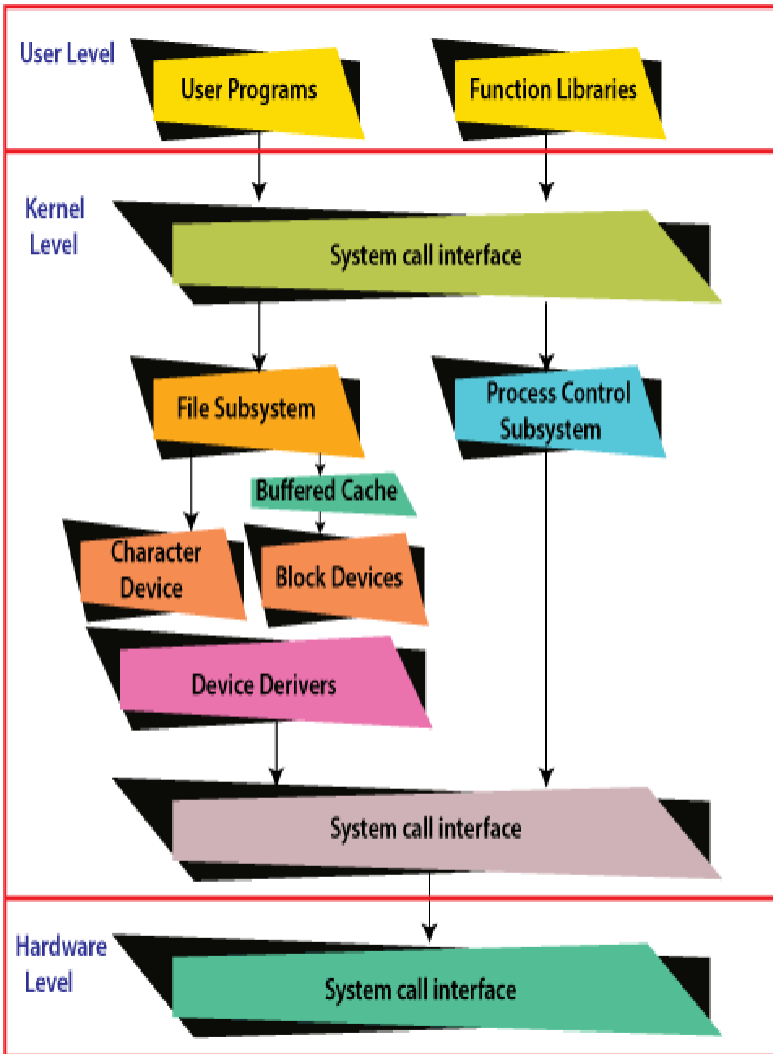 User Level
User Programs
Function Libraries
Kernel
Level
System call interface
File Subsystem
Process Control
Subsystem
Buffered Cache
Character
Device
Block Devices
Device Derivers
System call interface
Hardware
Level
System call interface